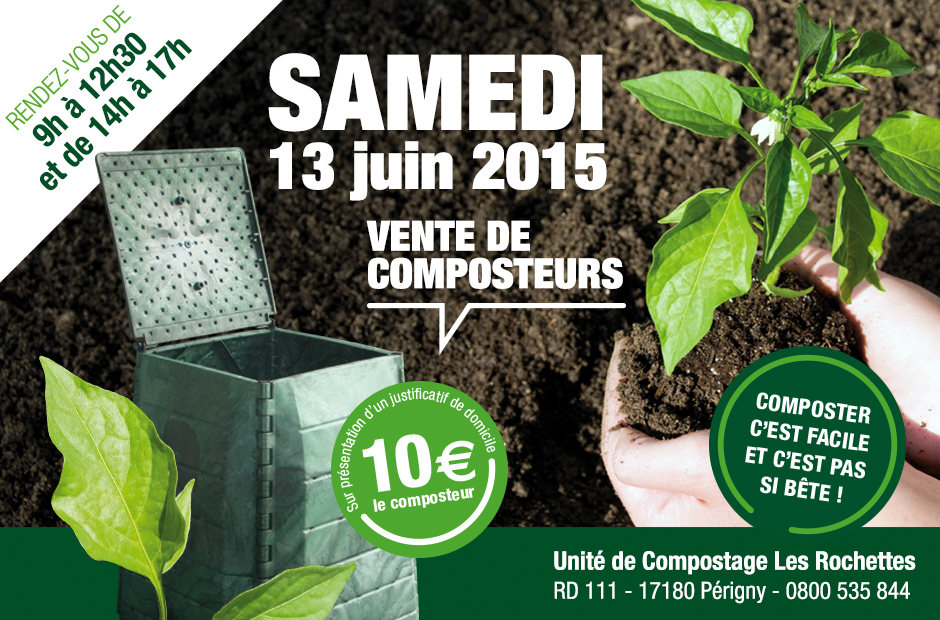 RENDEZ-VOUS DE
9h à 12h30
et de 14h à 17h
SAMEDI
13 juin 2015
VENTE DE
COMPOSTEURS
Sur présentation d'un justificatif de domicile
10€
le composteur
COMPOSTER
C'EST FACILE
ET C'EST PAS
SI BÊTE !
Unité de Compostage Les Rochettes
RD 111 - 17180 Périgny - 0800 535 844